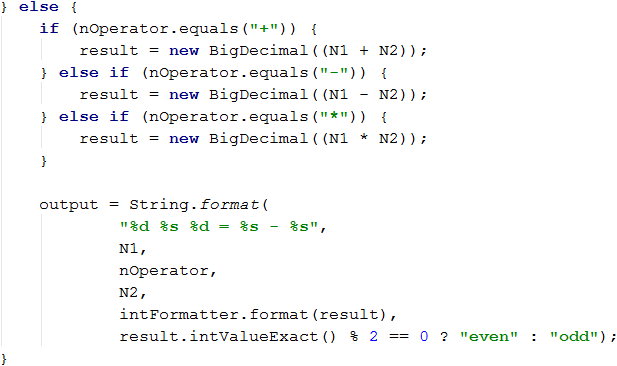 } else {
    if (nOperator.equals("+")) {
        result = new BigDecimal((N1 + N2));
    } else if (nOperator.equals("-")) {
        result = new BigDecimal((N1 - N2));
    } else if (nOperator.equals("*")) {
        result = new BigDecimal((N1 * N2));
    }

    output = String.format(
            "%d %s %d = %s - %s",
            N1,
            nOperator,
            N2,
            intFormatter.format(result),
            result.intValueExact() % 2 == 0 ? "even" : "odd");
}